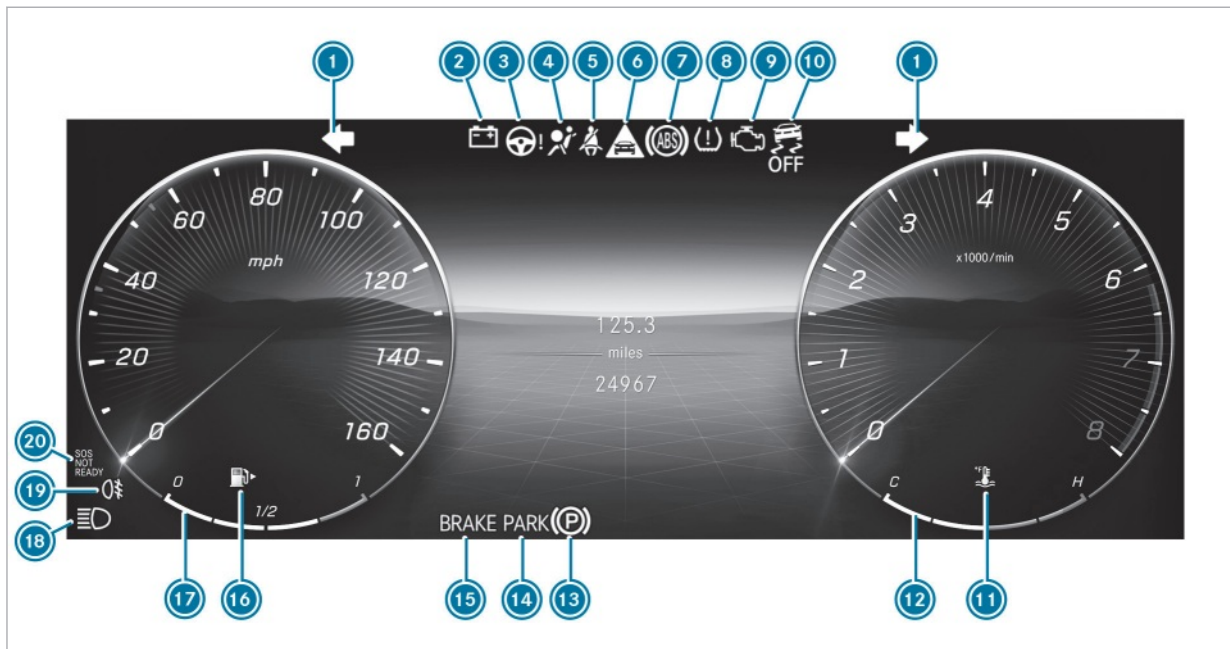 1 2 3 4 5 6 7 8 9 10 1
ABS
OFF
0 20 40 60 80 100 120 140 160
mph
125.3
miles
24967
0 1 2 3 4 5 6 7 8
x1000/min
20
SOS
NOT
READY
19
18
0 1/2 1
BRAKE PARK P
°F
C H
17 16 15 14 13 12 11